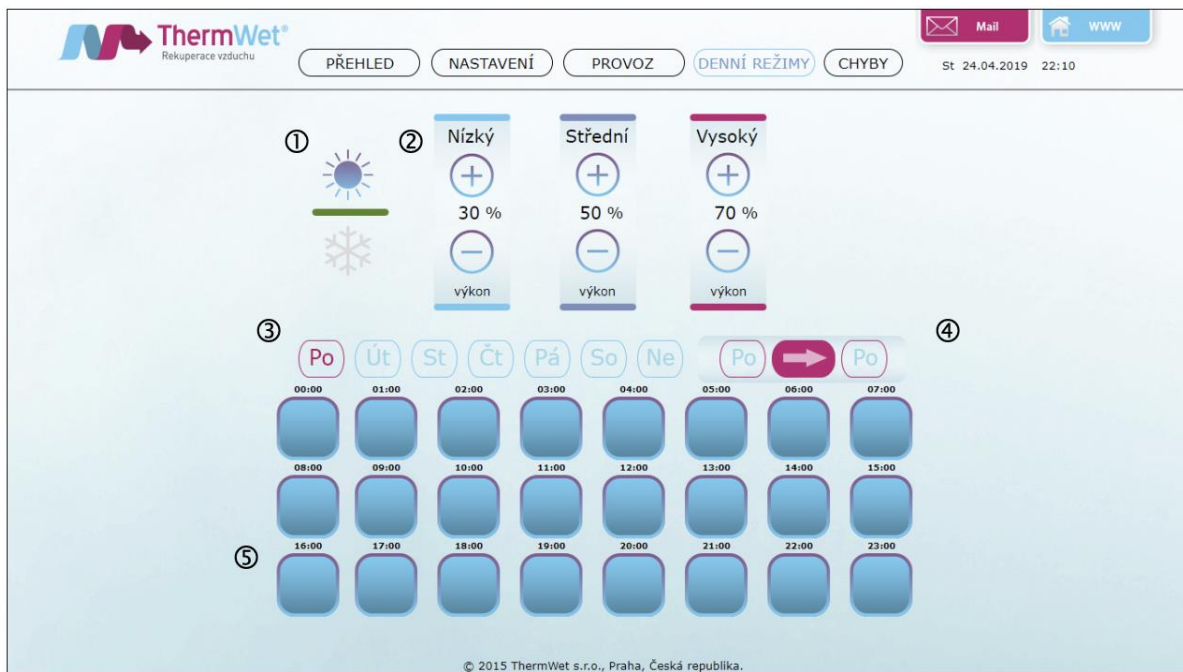 ThermWet®
Rekuperace vzduchu
PŘEHLED NASTAVENÍ PROVOZ DENNÍ REŽIMY CHYBY
Mail WWW
St 24.04.2019 22:10
① ② Nízký Střední Vysoký
30 % 50 % 70 %
výkon výkon výkon
③ ④
Po Út St Čt Pá So Ne Po Po
00:00 01:00 02:00 03:00 04:00 05:00 06:00 07:00
08:00 09:00 10:00 11:00 12:00 13:00 14:00 15:00
⑤ 16:00 17:00 18:00 19:00 20:00 21:00 22:00 23:00
© 2015 ThermWet s.r.o., Praha, Česká republika.